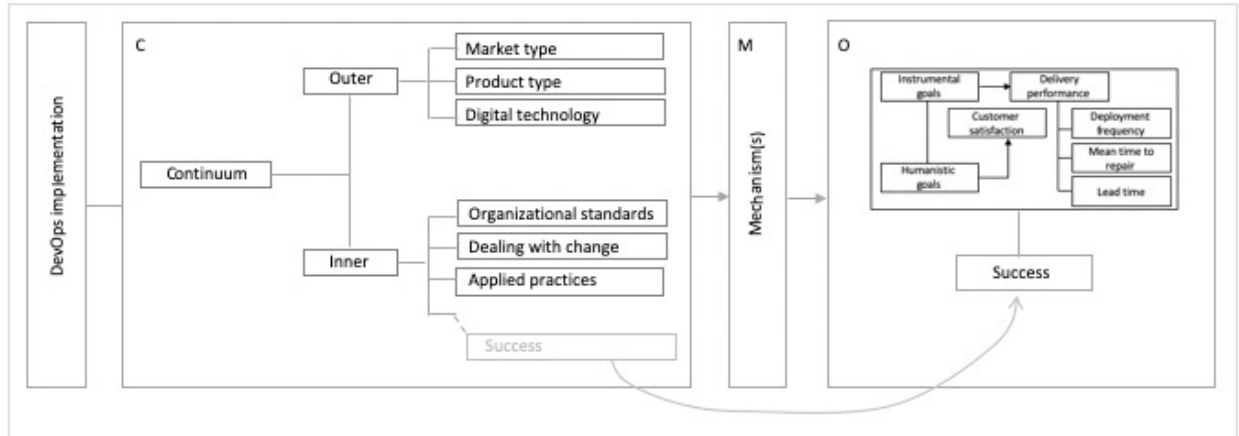 DevOps implementation
C
Outer
Market type
Product type
Digital technology
Continuum
Inner
Organizational standards
Dealing with change
Applied practices
Success
M
Mechanism(s)
O
Instrumental
goals
Delivery
performance
Customer
satisfaction
Deployment
frequency
Mean time to
repair
Humanistic
goals
Lead time
Success